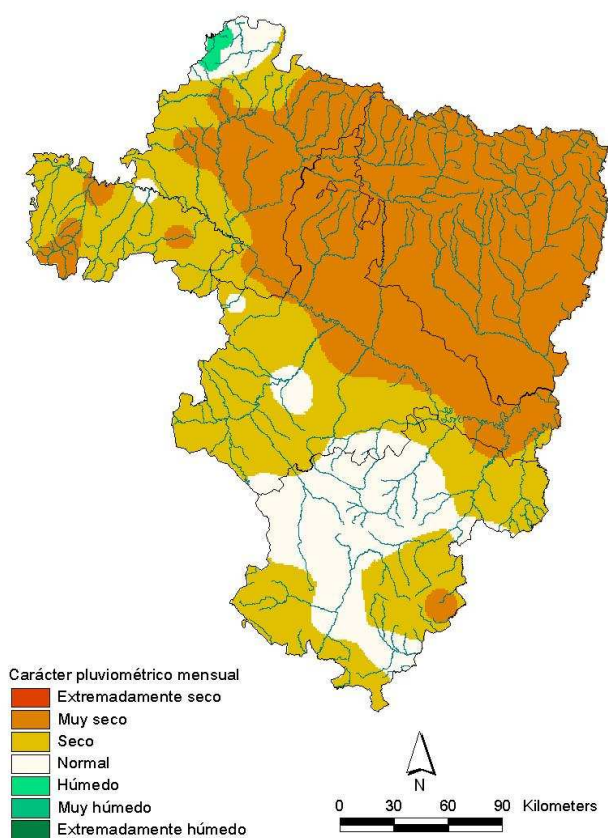 Carácter pluviométrico mensual
Extremadamente seco
Muy seco
Seco
Normal
Húmedo
Muy húmedo
Extremadamente húmedo
N
0 30 60 90 Kilometers